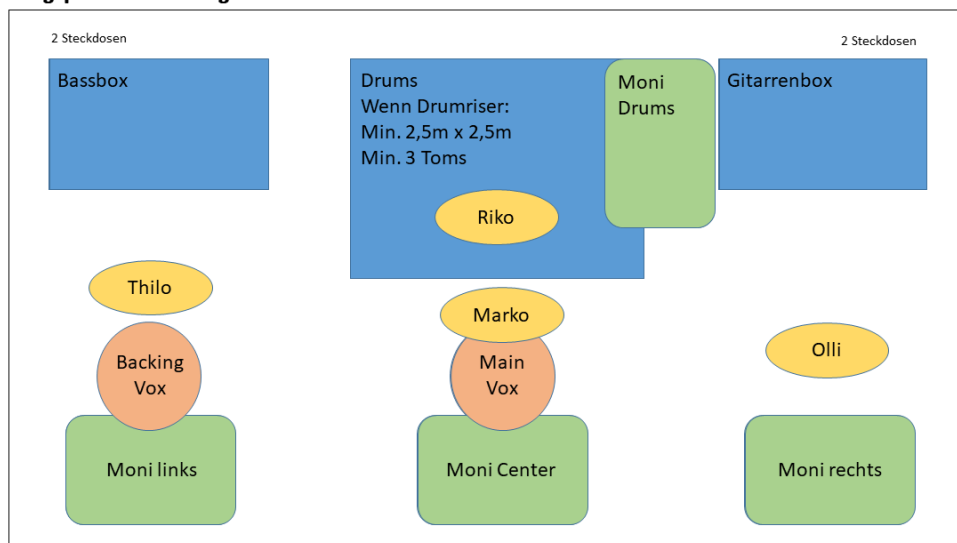 2 Steckdosen
2 Steckdosen
Bassbox
Drums
Wenn Drumriser:
Min. 2,5m x 2,5m
Min. 3 Toms
Moni
Drums
Gitarrenbox
Riko
Thilo
Marko
Olli
Backing
Vox
Main
Vox
Moni links
Moni Center
Moni rechts